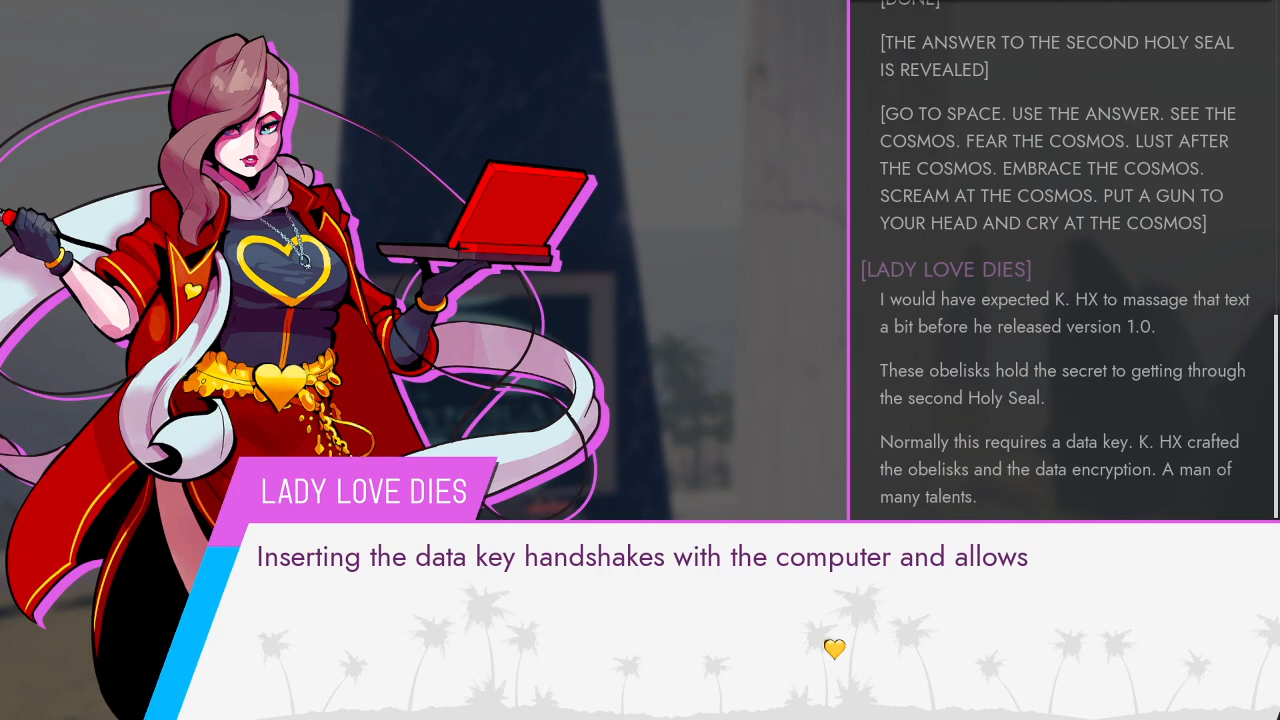 [DONE]
[THE ANSWER TO THE SECOND HOLY SEAL
IS REVEALED]
[GO TO SPACE. USE THE ANSWER. SEE THE
COSMOS. FEAR THE COSMOS. LUST AFTER
THE COSMOS. EMBRACE THE COSMOS.
SCREAM AT THE COSMOS. PUT A GUN TO
YOUR HEAD AND CRY AT THE COSMOS]
[LADY LOVE DIES]
I would have expected K. HX to massage that text
a bit before he released version 1.0.
These obelisks hold the secret to getting through
the second Holy Seal.
Normally this requires a data key. K. HX crafted
the obelisks and the data encryption. A man of
many talents.
LADY LOVE DIES
Inserting the data key handshakes with the computer and allows